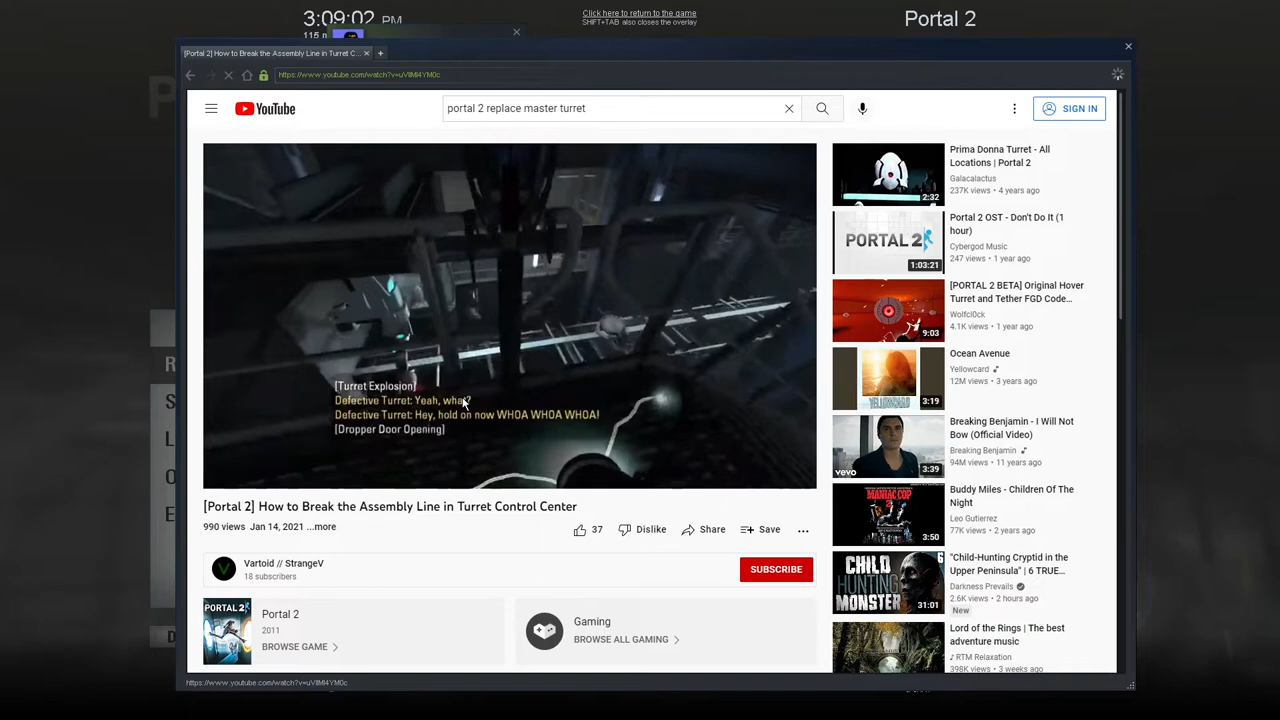 3:09:02 PM
Click here to return to the game
SHIFT+TAB also closes the overlay
Portal 2
[Portal 2] How to Break the Assembly Line in Turret C...
YouTube
portal 2 replace master turret
SIGN IN
[Turret Explosion]
Defective Turret: Yeah, what?
Defective Turret: Hey, hold on now WHOA WHOA WHOA!
[Dropper Door Opening]
[Portal 2] How to Break the Assembly Line in Turret Control Center
990 views Jan 14, 2021 ...more
37
Dislike
Share
Save
Vartoid // StrangeV
18 subscribers
SUBSCRIBE
PORTAL 2
Portal 2
2011
BROWSE GAME
Gaming
BROWSE ALL GAMING
2:32
Prima Donna Turret - All
Locations | Portal 2
Galacalactus
237K views • 4 years ago
PORTAL 2
1:03:21
Portal 2 OST - Don't Do It (1
hour)
Cybergod Music
247 views • 1 year ago
9:03
[PORTAL 2 BETA] Original Hover
Turret and Tether FGD Code...
Wolfcl0ck
4.1K views • 1 year ago
YELLOWCARD
3:19
Ocean Avenue
Yellowcard
12M views • 3 years ago
vevo
3:39
Breaking Benjamin - I Will Not
Bow (Official Video)
Breaking Benjamin
94M views • 11 years ago
MANIAC COP
3:50
Buddy Miles - Children Of The
Night
Leo Gutierrez
77K views • 2 years ago
CHILD
HUNTING
MONSTER
31:01
"Child-Hunting Cryptid in the
Upper Peninsula" | 6 TRUE...
Darkness Prevails
2.6K views • 2 hours ago
New
Lord of the Rings | The best
adventure music
RTM Relaxation
398K views • 3 weeks ago